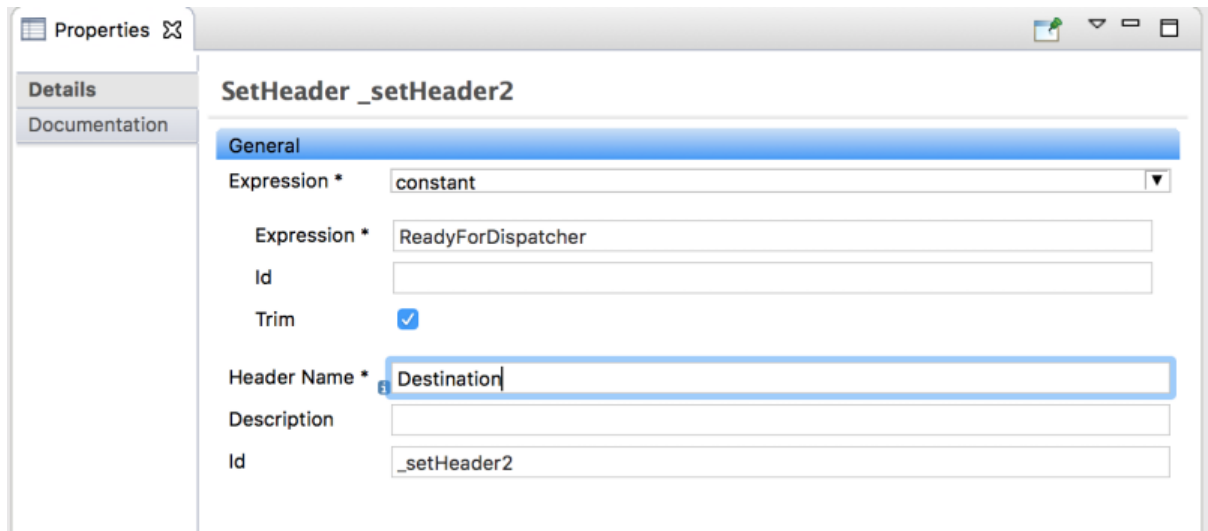 Properties
Details
Documentation
SetHeader _setHeader2
General
Expression *
constant
Expression *
ReadyForDispatcher
Id
Trim
Header Name *
Destination
Description
Id
_setHeader2